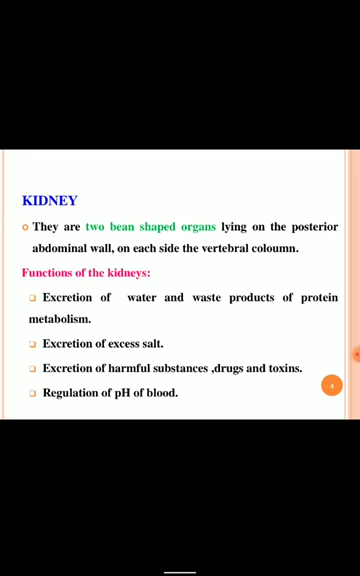 KIDNEY
They are two bean shaped organs lying on the posterior
abdominal wall, on each side the vertebral coloumn.
Functions of the kidneys:
Excretion of water and waste products of protein
metabolism.
Excretion of excess salt.
Excretion of harmful substances ,drugs and toxins.
Regulation of pH of blood.
4